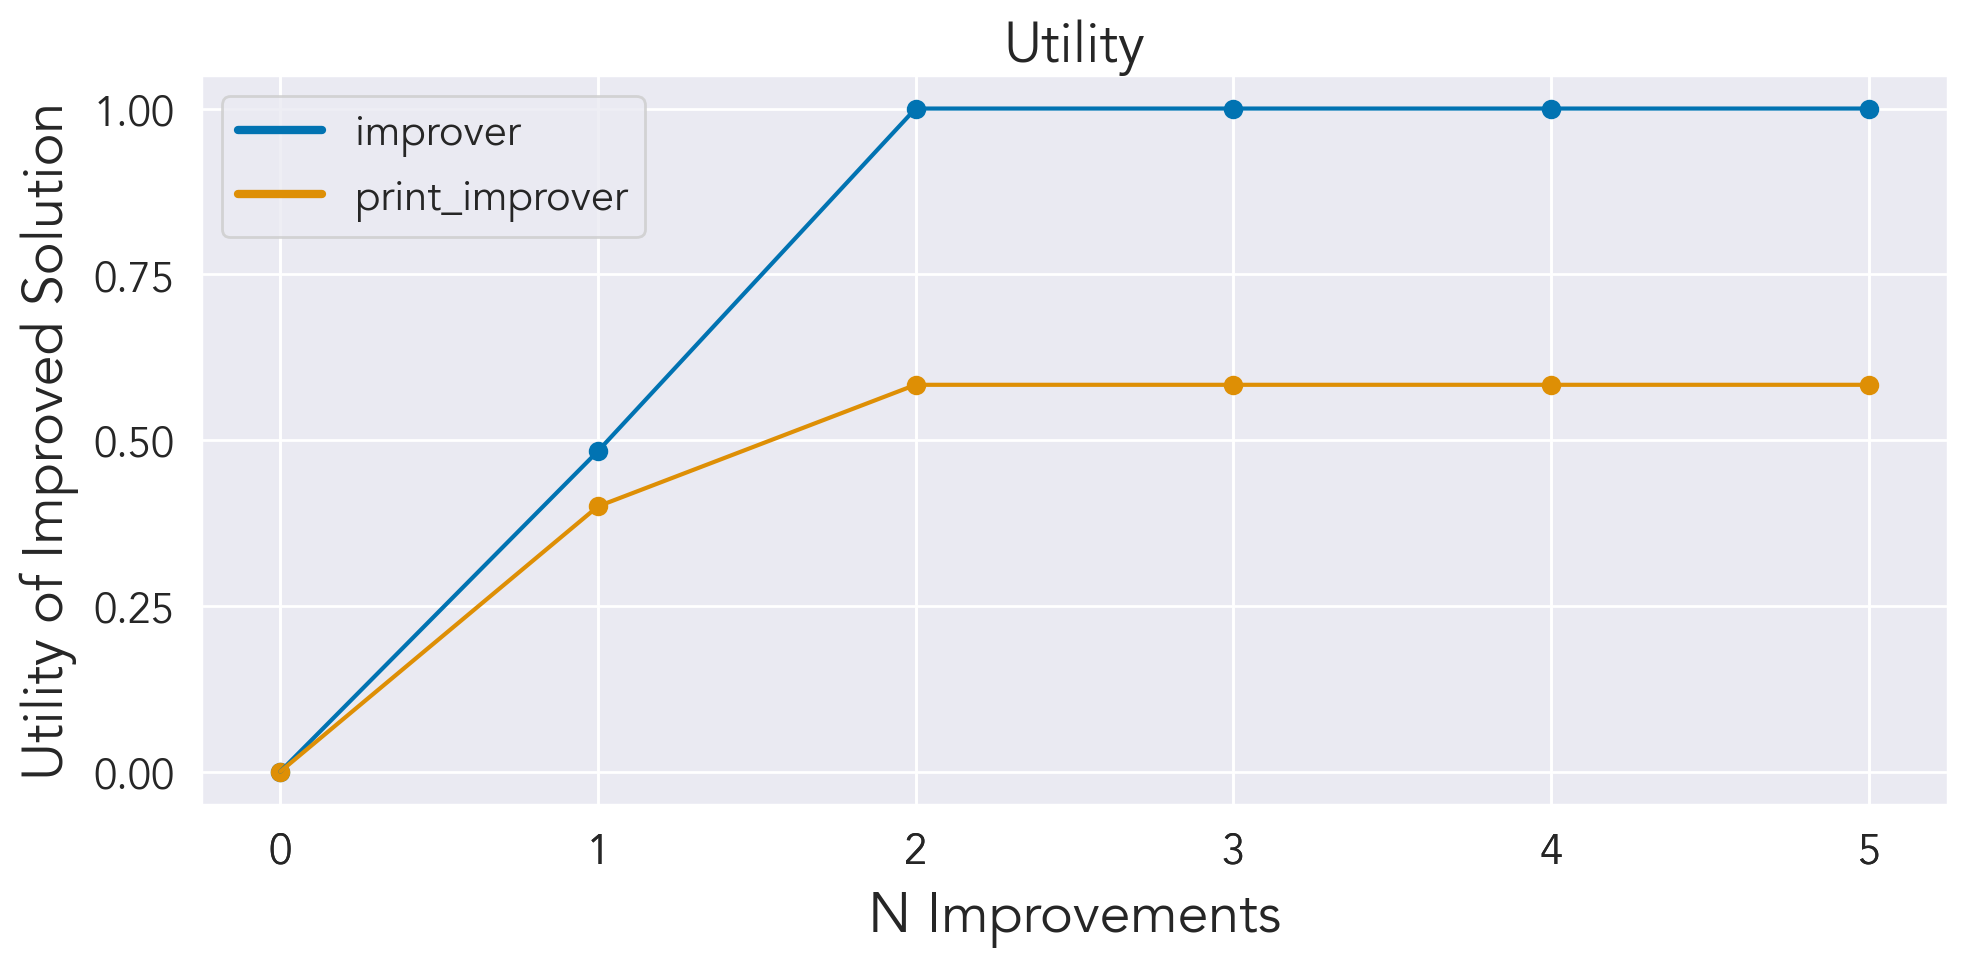 Utility
Utility of Improved Solution
1.00
0.75
0.50
0.25
0.00
improver
print_improver
0 1 2 3 4 5
N Improvements